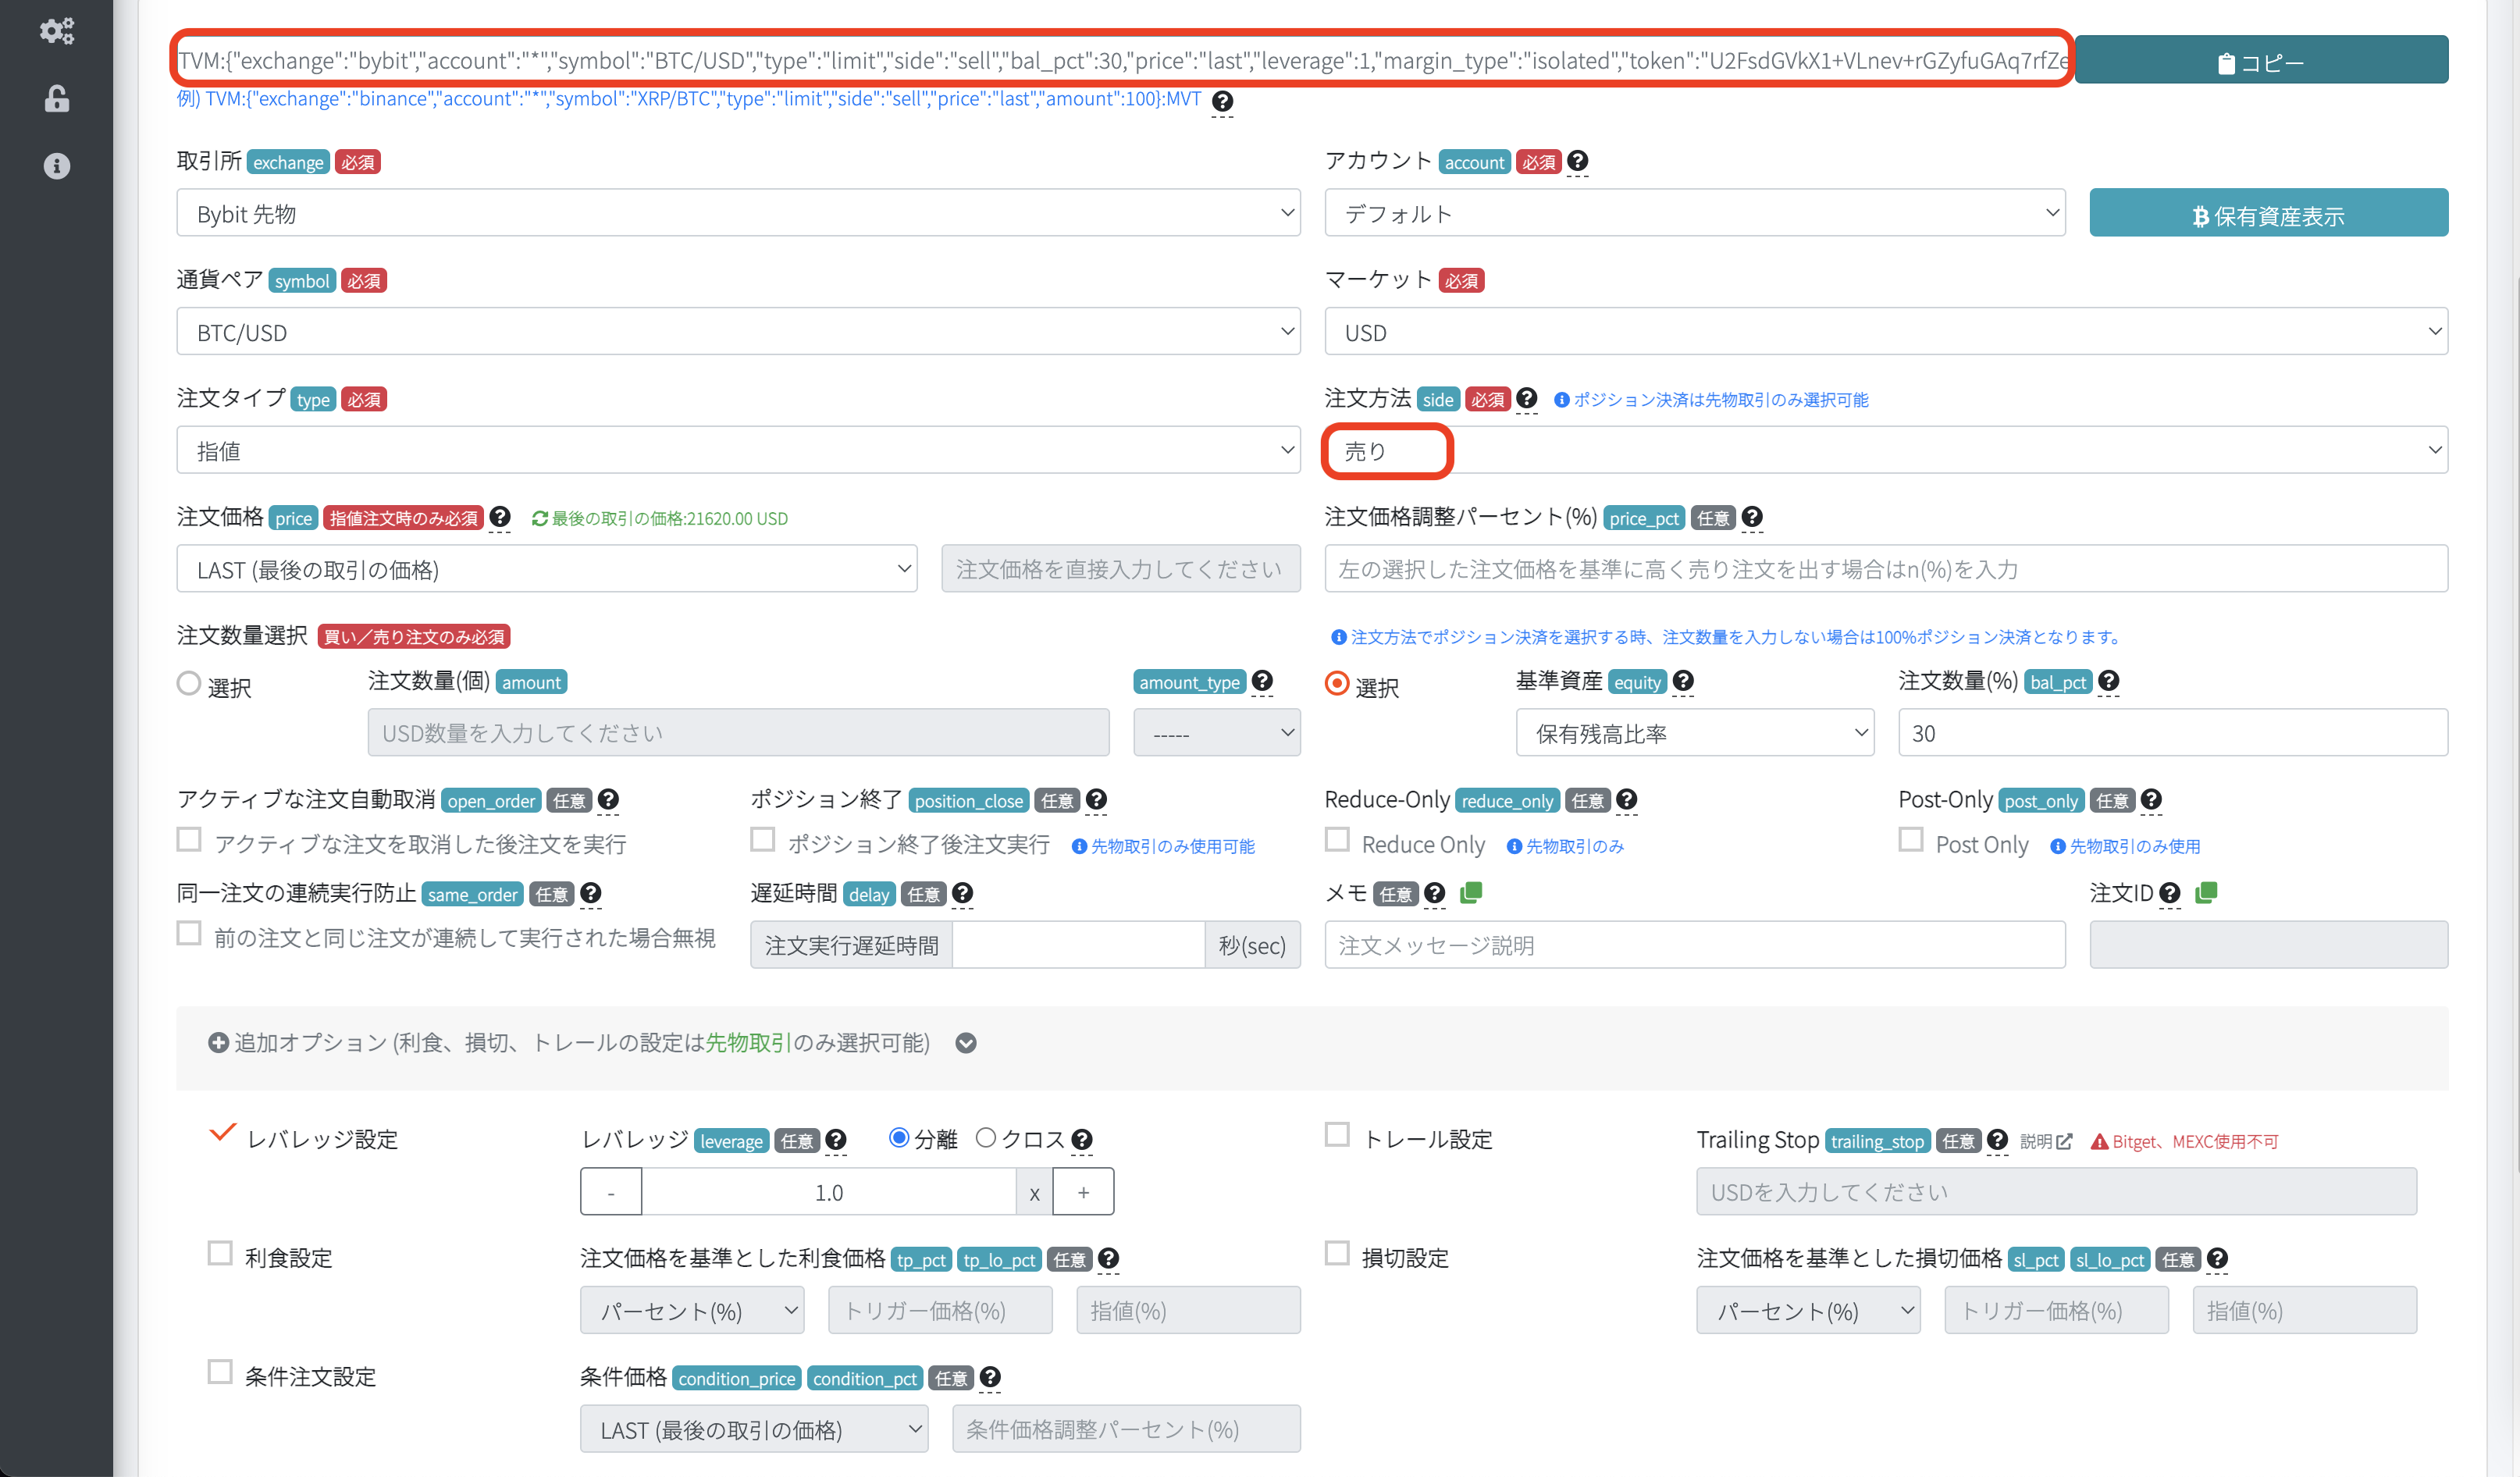 TVM:{"exchange":"bybit","account":"*","symbol":"BTC/USD","type":"limit","side":"sell","bal_pct":30,"price":"last","leverage":1,"margin_type":"isolated","token":"U2FsdGVkX1+VLnev+rGZyfuGAq7rfZe コピー
例) TVM:{"exchange":"binance","account":"*","symbol":"XRP/BTC","type":"limit","side":"sell","price":"last","amount":100}:MVT
取引所 exchange 必須 アカウント account 必須
Bybit 先物 デフォルト 保有資産表示
通貨ペア symbol 必須 マーケット 必須
BTC/USD USD
注文タイプ type 必須 注文方法 side 必須 ポジション決済は先物取引のみ選択可能
指値 売り
注文価格 price 指値注文時のみ必須 最後の取引の価格:21620.00 USD 注文価格調整パーセント(%) price_pct 任意
LAST (最後の取引の価格) 注文価格を直接入力してください 左の選択した注文価格を基準に高く売り注文を出す場合はn(%)を入力
注文数量選択 買い／売り注文のみ必須 注文方法でポジション決済を選択する時、注文数量を入力しない場合は100%ポジション決済となります。
選択 注文数量(個) amount amount_type 選択 基準資産 equity 注文数量(%) bal_pct
USD数量を入力してください ----- 保有残高比率 30
アクティブな注文自動取消 open_order 任意 ポジション終了 position_close 任意 Reduce-Only reduce_only 任意 Post-Only post_only 任意
アクティブな注文を取消した後注文を実行 ポジション終了後注文実行 先物取引のみ使用可能 Reduce Only 先物取引のみ Post Only 先物取引のみ使用
同一注文の連続実行防止 same_order 任意 遅延時間 delay 任意 メモ 任意 注文ID
前の注文と同じ注文が連続して実行された場合無視 注文実行遅延時間 秒(sec) 注文メッセージ説明
追加オプション (利食、損切、トレールの設定は先物取引のみ選択可能)
レバレッジ設定 レバレッジ leverage 任意 分離 クロス トレール設定 Trailing Stop trailing_stop 任意 説明 Bitget、MEXC使用不可
- 1.0 x + USDを入力してください
利食設定 注文価格を基準とした利食価格 tp_pct tp_lo_pct 任意 損切設定 注文価格を基準とした損切価格 sl_pct sl_lo_pct 任意
パーセント(%) トリガー価格(%) 指値(%) パーセント(%) トリガー価格(%) 指値(%)
条件注文設定 条件価格 condition_price condition_pct 任意
LAST (最後の取引の価格) 条件価格調整パーセント(%)